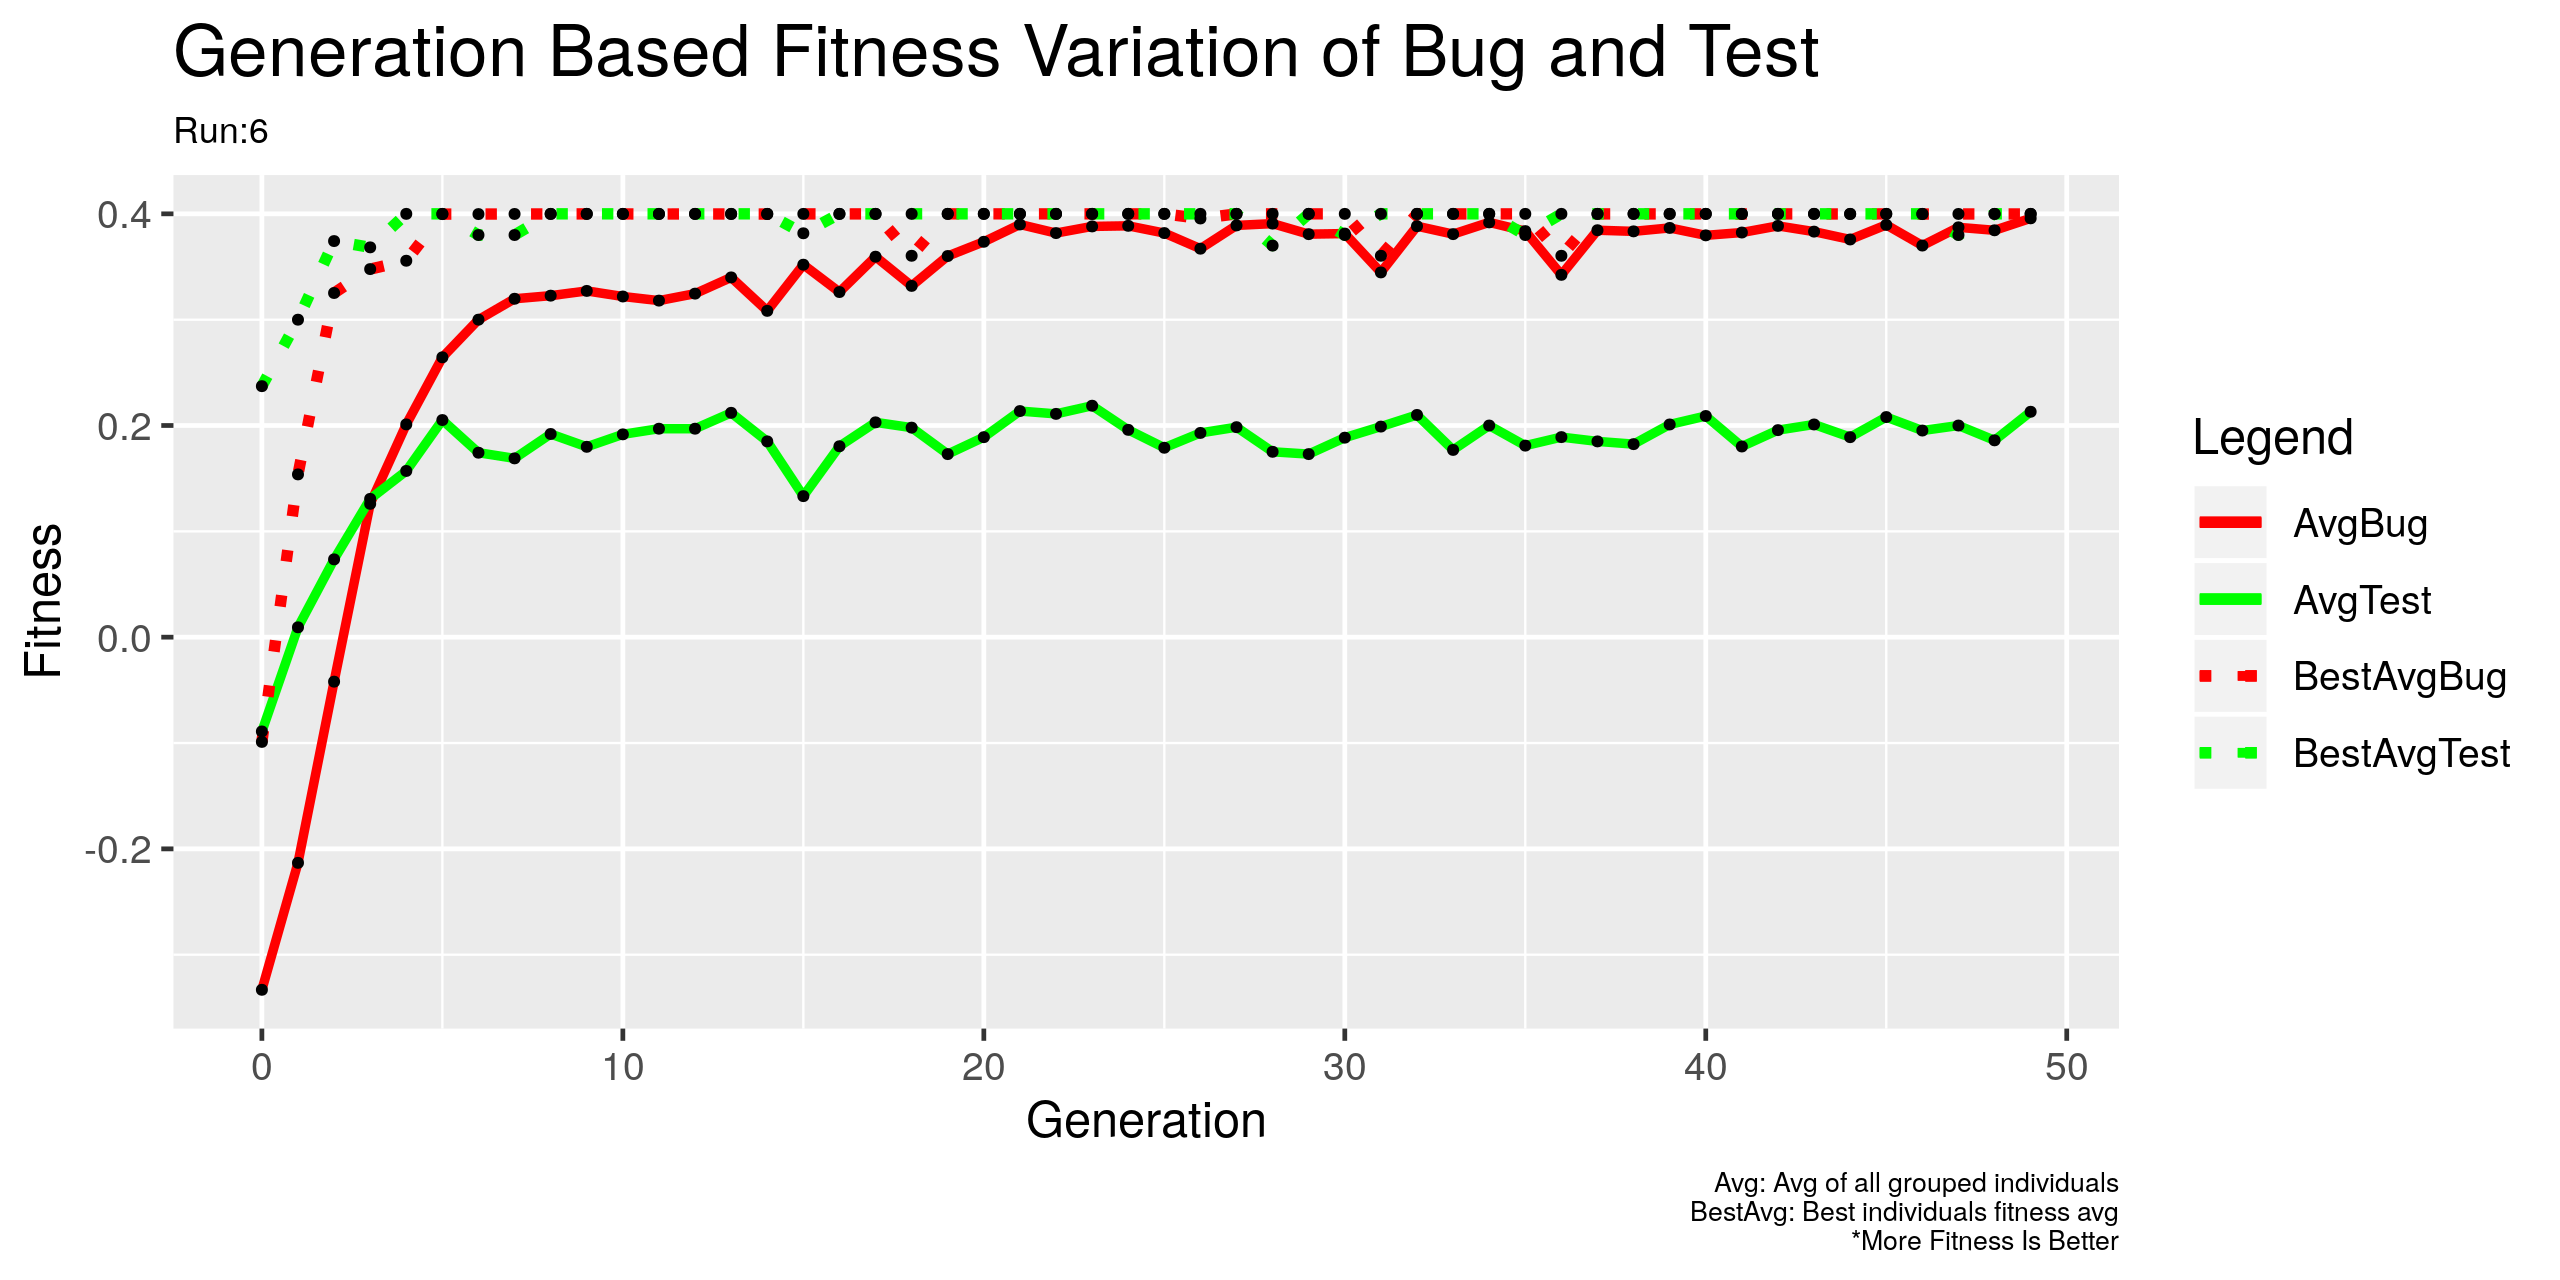 Generation Based Fitness Variation of Bug and Test
Run:6
Fitness
0.4
0.2
0.0
-0.2
0 10 20 30 40 50
Generation
Legend
AvgBug
AvgTest
BestAvgBug
BestAvgTest
Avg: Avg of all grouped individuals
BestAvg: Best individuals fitness avg
*More Fitness Is Better